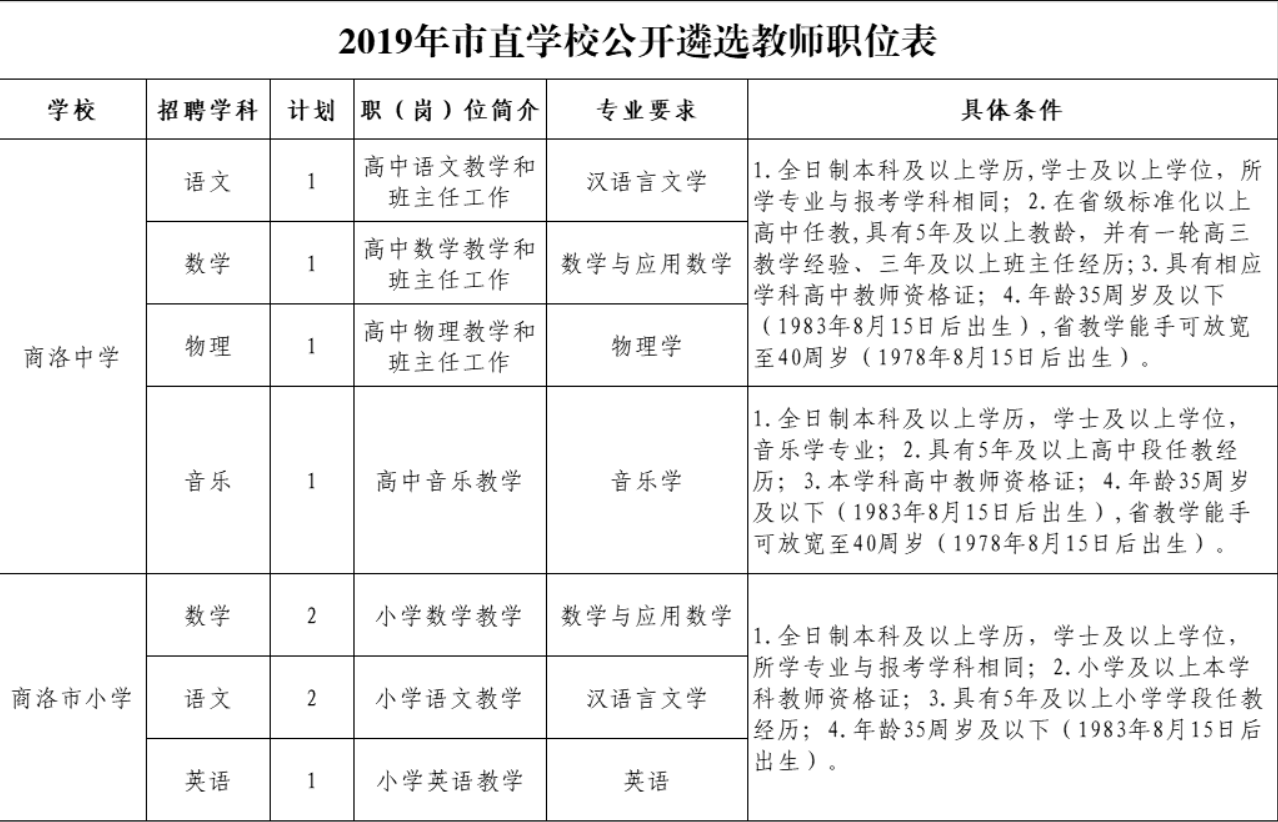 2019年市直学校公开遴选教师职位表
学校 招聘学科 计划 职（岗）位简介 专业要求 具体条件
商洛中学
语文 1 高中语文教学和
班主任工作 汉语言文学
数学 1 高中数学教学和
班主任工作 数学与应用数学
物理 1 高中物理教学和
班主任工作 物理学
1.全日制本科及以上学历,学士及以上学位，所
学专业与报考学科相同；2.在省级标准化以上
高中任教,具有5年及以上教龄，并有一轮高三
教学经验、三年及以上班主任经历;3.具有相应
学科高中教师资格证；4.年龄35周岁及以下
（1983年8月15日后出生）,省教学能手可放宽
至40周岁（1978年8月15日后出生）。
音乐 1 高中音乐教学 音乐学
1.全日制本科及以上学历，学士及以上学位，
音乐学专业；2.具有5年及以上高中段任教经
历；3.本学科高中教师资格证；4.年龄35周岁
及以下（1983年8月15日后出生）,省教学能手
可放宽至40周岁（1978年8月15日后出生）。
商洛市小学
数学 2 小学数学教学 数学与应用数学
语文 2 小学语文教学 汉语言文学
英语 1 小学英语教学 英语
1.全日制本科及以上学历，学士及以上学位，
所学专业与报考学科相同；2.小学及以上本学
科教师资格证；3.具有5年及以上小学学段任教
经历；4.年龄35周岁及以下（1983年8月15日后
出生）。